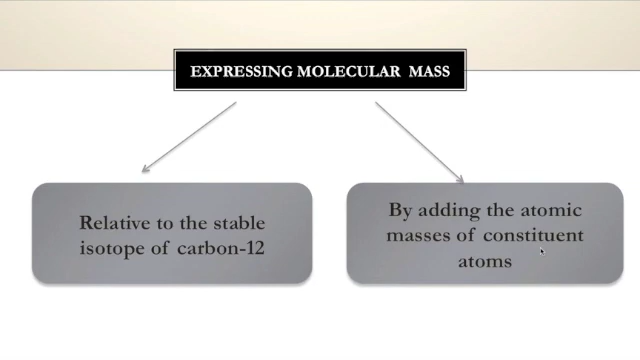 EXPRESSING MOLECULAR MASS
Relative to the stable
isotope of carbon-12
By adding the atomic
masses of constituent
atoms